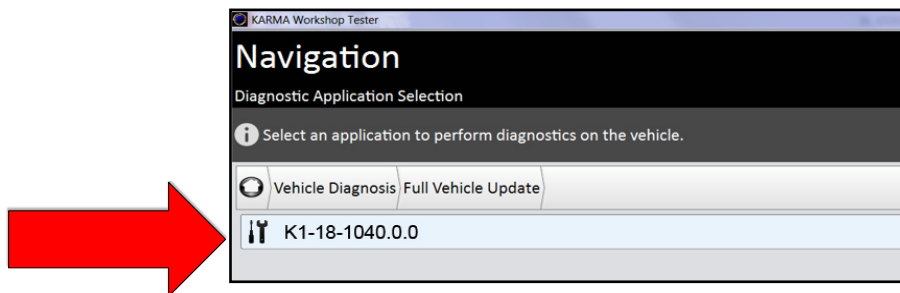 KARMA Workshop Tester
Navigation
Diagnostic Application Selection
Select an application to perform diagnostics on the vehicle.
Vehicle Diagnosis Full Vehicle Update
K1-18-1040.0.0